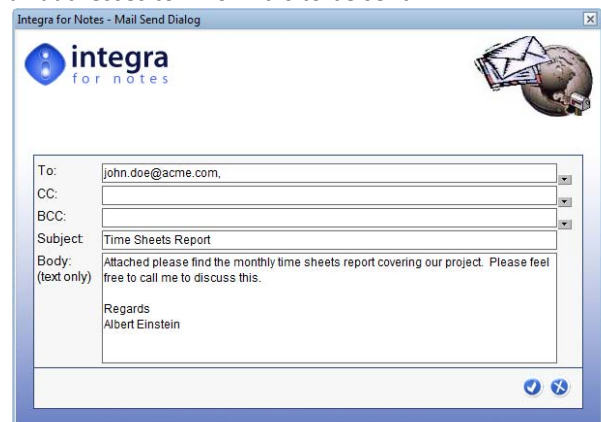 Integra for Notes - Mail Send Dialog
integra
for notes
To:
john.doe@acme.com,
CC:
BCC:
Subject:
Time Sheets Report
Body:
(text only)
Attached please find the monthly time sheets report covering our project. Please feel
free to call me to discuss this.
Regards
Albert Einstein